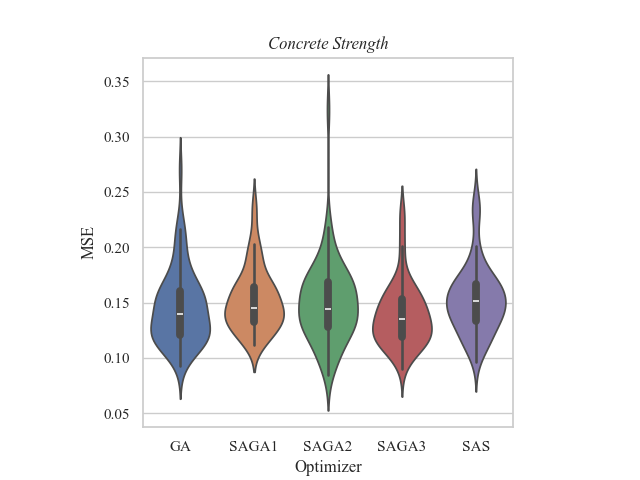 Concrete Strength
0.35
0.30
0.25
0.20
0.15
0.10
0.05
MSE
GA SAGA1 SAGA2 SAGA3 SAS
Optimizer